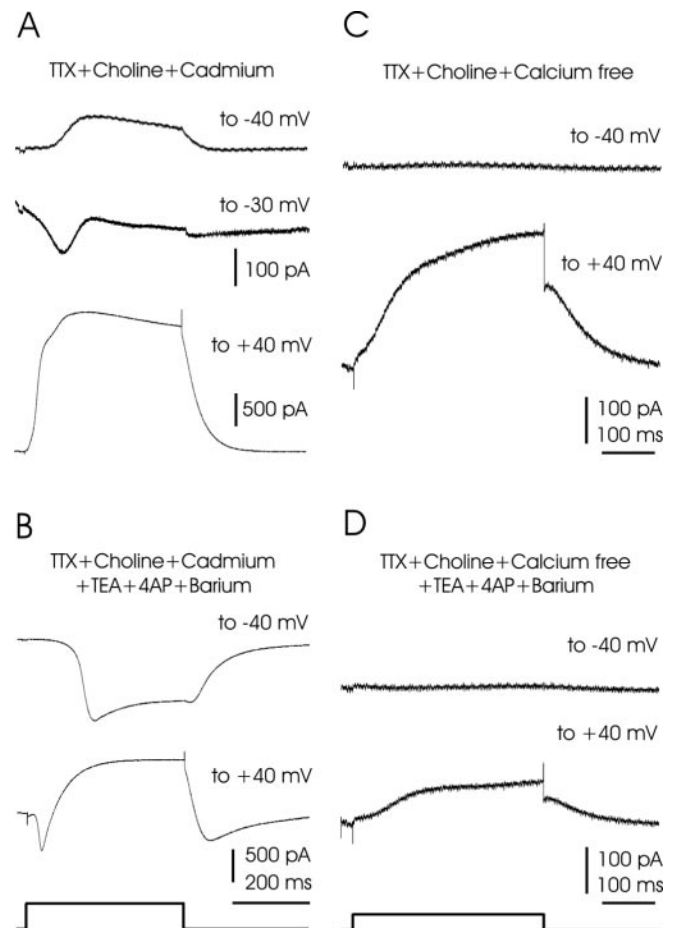 A
TTX+Choline+Cadmium
to -40 mV
to -30 mV
100 pA
to +40 mV
500 pA
B
TTX+Choline+Cadmium
+TEA+4AP+Barium
to -40 mV
to +40 mV
500 pA
200 ms
C
TTX+Choline+Calcium free
to -40 mV
to +40 mV
100 pA
100 ms
D
TTX+Choline+Calcium free
+TEA+4AP+Barium
to -40 mV
to +40 mV
100 pA
100 ms